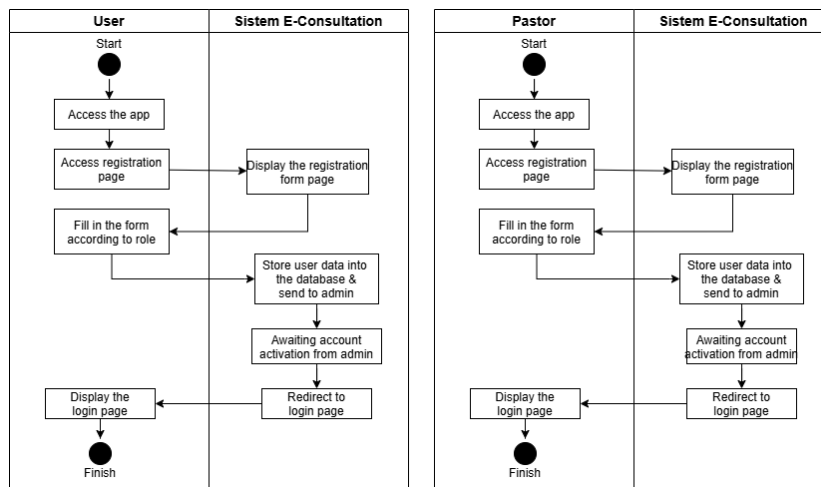 User
Sistem E-Consultation
Start
Access the app
Access registration
page
Display the registration
form page
Fill in the form
according to role
Store user data into
the database &
send to admin
Awaiting account
activation from admin
Display the
login page
Redirect to
login page
Finish
Pastor
Sistem E-Consultation
Start
Access the app
Access registration
page
Display the registration
form page
Fill in the form
according to role
Store user data into
the database &
send to admin
Awaiting account
activation from admin
Display the
login page
Redirect to
login page
Finish